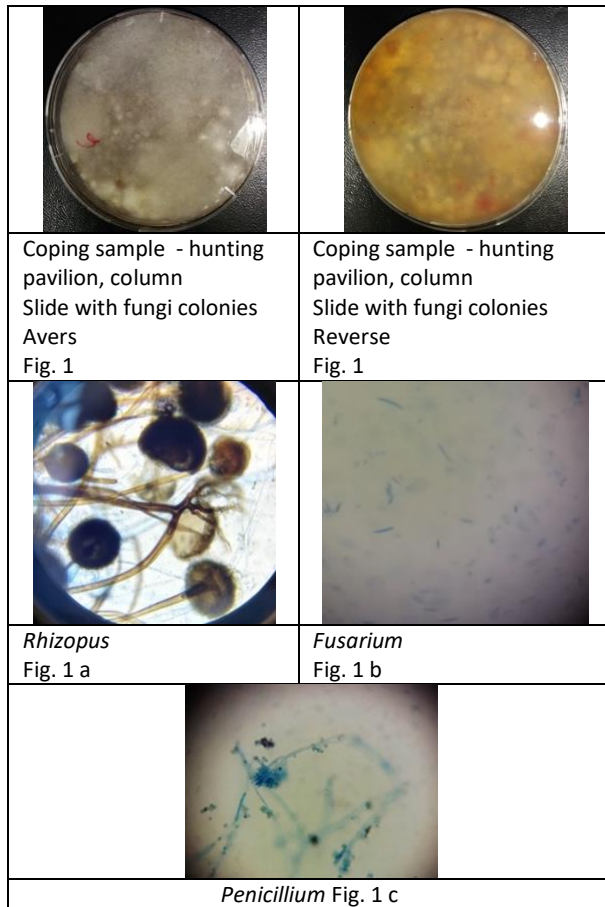 Coping sample - hunting
pavilion, column
Slide with fungi colonies
Avers
Fig. 1
Coping sample - hunting
pavilion, column
Slide with fungi colonies
Reverse
Fig. 1
Rhizopus
Fig. 1 a
Fusarium
Fig. 1 b
Penicillium Fig. 1 c